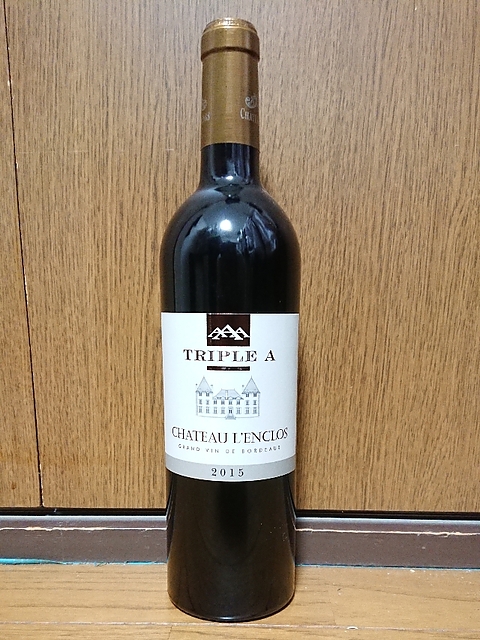 TRIPLE A
CHATEAU L'ENCLOS
GRAND VIN DE BORDEAUX
2015